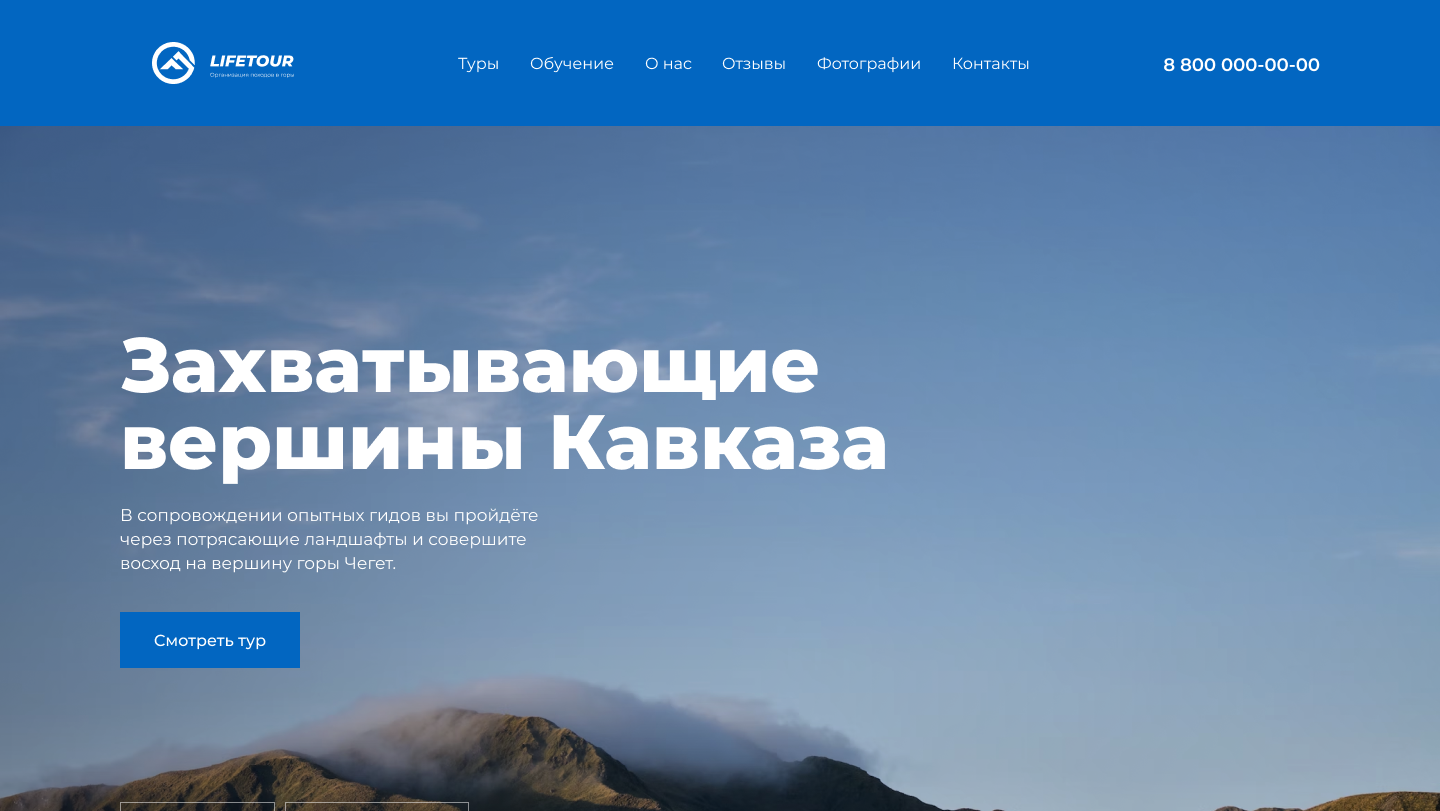 LIFETOUR
Организация походов в горы
Туры
Обучение
О нас
Отзывы
Фотографии
Контакты
8 800 000-00-00
Захватывающие
вершины Кавказа
В сопровождении опытных гидов вы пройдёте
через потрясающие ландшафты и совершите
восход на вершину горы Чегет.
Смотреть тур